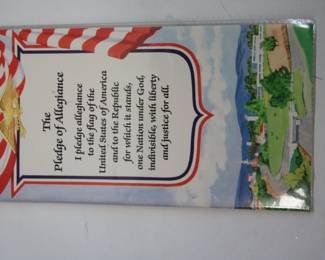 The
Pledge of Allegiance
I pledge allegiance
to the flag of the
United States of America
and to the Republic
for which it stands,
one Nation under God,
indivisible, with liberty
and justice for all.